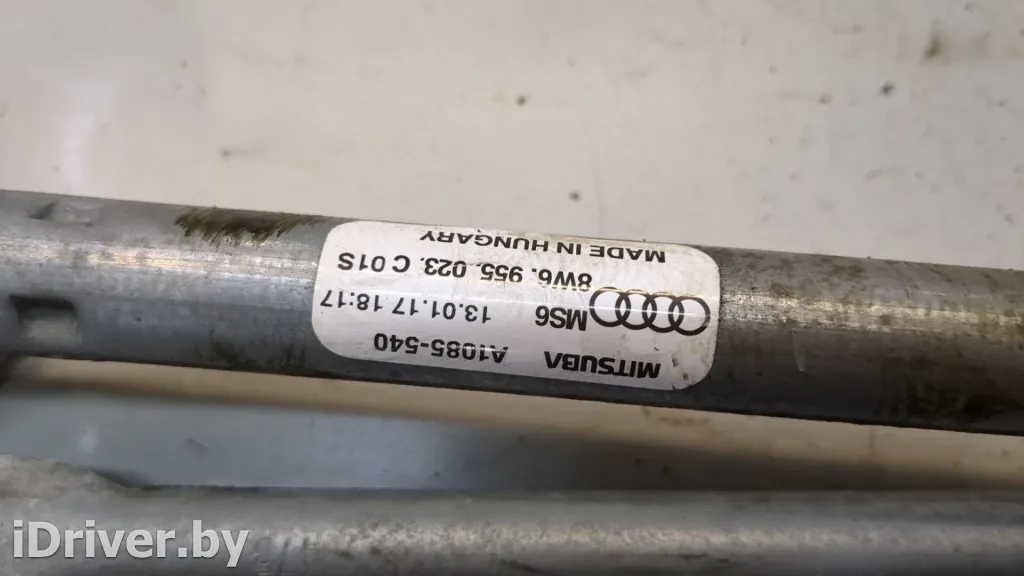 MITSUBA A1085-540
MS6 13.01.17 18:17
8W6. 955. 023. C 01S
MADE IN HUNGARY
iDriver.by